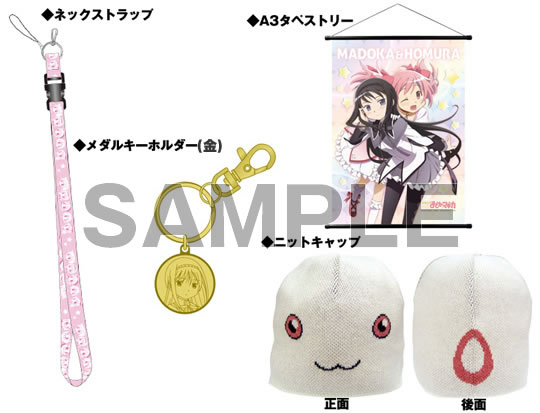 ◆ネックストラップ
◆A3タペストリー
MADOKA&HOMURA
◆メダルキーホルダー(金)
SAMPLE
◆ニットキャップ
正面
後面